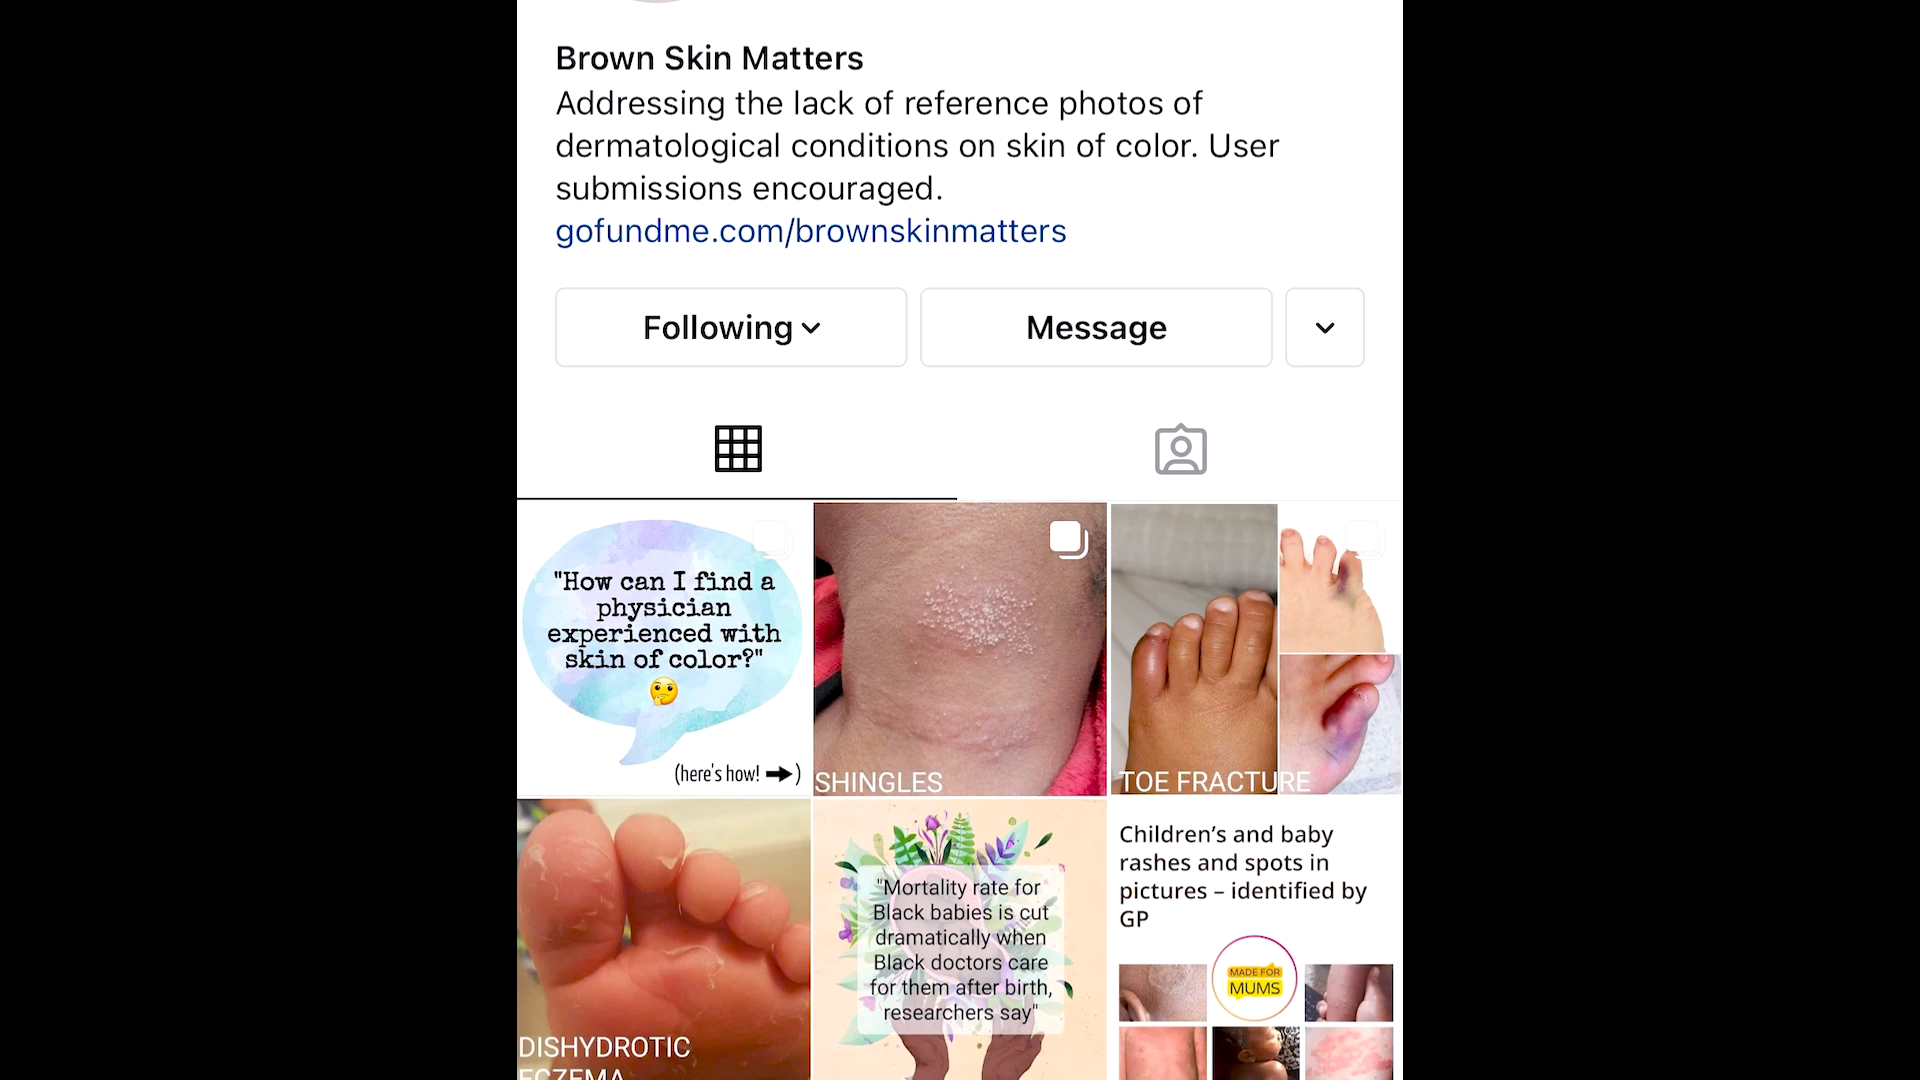 Brown Skin Matters
Addressing the lack of reference photos of
dermatological conditions on skin of color. User
submissions encouraged.
gofundme.com/brownskinmatters
Following
Message
"How can I find a
physician
experienced with
skin of color?"
(here's how! ➡)
SHINGLES
TOE FRACTURE
DISHYDROTIC
ECZEMA
"Mortality rate for
Black babies is cut
dramatically when
Black doctors care
for them after birth,
researchers say"
Children's and baby
rashes and spots in
pictures – identified by
GP
MADE FOR
MUMS